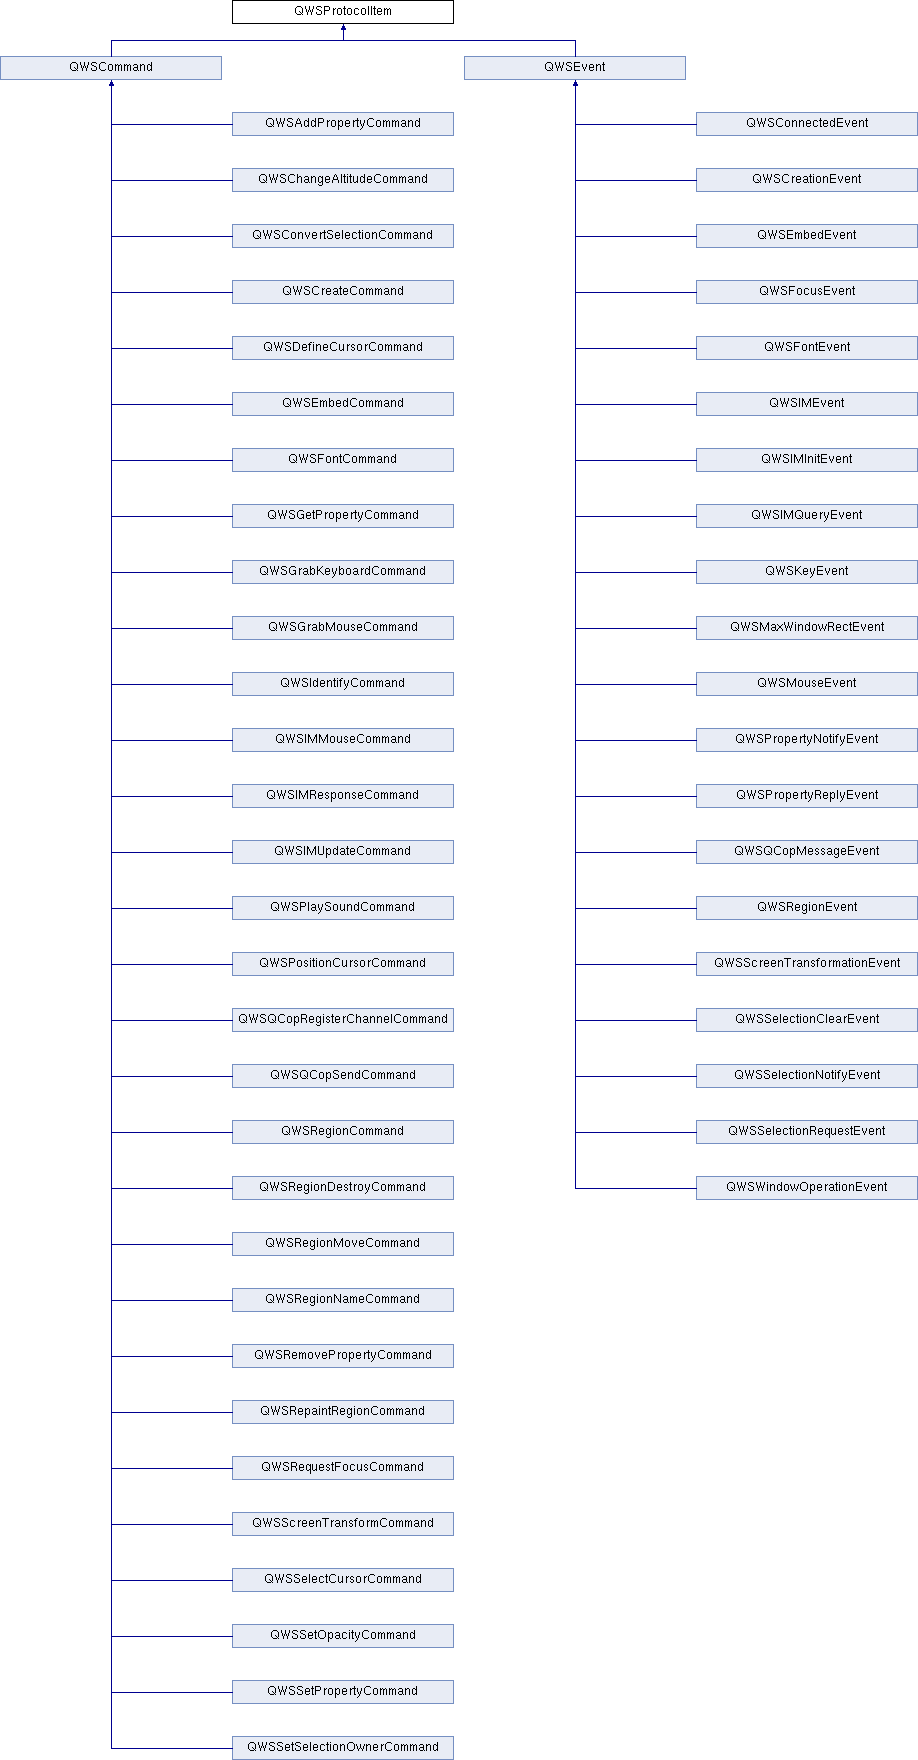 QWSProtocolItem
QWSCommand
QWSEvent
QWSAddPropertyCommand
QWSConnectedEvent
QWSChangeAltitudeCommand
QWSCreationEvent
QWSConvertSelectionCommand
QWSEmbedEvent
QWSCreateCommand
QWSFocusEvent
QWSDefineCursorCommand
QWSFontEvent
QWSEmbedCommand
QWSIMEvent
QWSFontCommand
QWSIMInitEvent
QWSGetPropertyCommand
QWSIMQueryEvent
QWSGrabKeyboardCommand
QWSKeyEvent
QWSGrabMouseCommand
QWSMaxWindowRectEvent
QWSIdentifyCommand
QWSMouseEvent
QWSIMMouseCommand
QWSPropertyNotifyEvent
QWSIMResponseCommand
QWSPropertyReplyEvent
QWSIMUpdateCommand
QWSQCopMessageEvent
QWSPlaySoundCommand
QWSRegionEvent
QWSPositionCursorCommand
QWSScreenTransformationEvent
QWSQCopRegisterChannelCommand
QWSSelectionClearEvent
QWSQCopSendCommand
QWSSelectionNotifyEvent
QWSRegionCommand
QWSSelectionRequestEvent
QWSRegionDestroyCommand
QWSWindowOperationEvent
QWSRegionMoveCommand
QWSRegionNameCommand
QWSRemovePropertyCommand
QWSRepaintRegionCommand
QWSRequestFocusCommand
QWSScreenTransformCommand
QWSSelectCursorCommand
QWSSetOpacityCommand
QWSSetPropertyCommand
QWSSetSelectionOwnerCommand